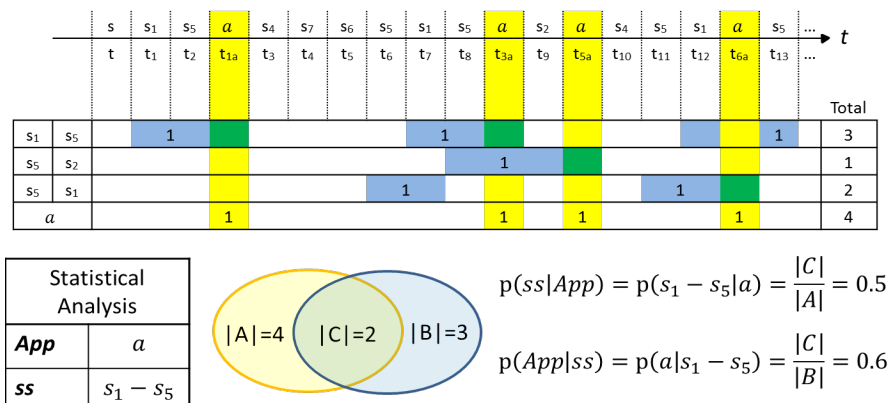 s s₁ s₅ a s₄ s₇ s₆ s₅ s₁ s₅ a s₂ a s₄ s₅ s₁ a s₅ ...
t
t t₁ t₂ t₁ₐ t₃ t₄ t₅ t₆ t₇ t₈ t₃ₐ t₉ t₅ₐ t₁₀ t₁₁ t₁₂ t₆ₐ t₁₃ ...
Total
s₁ s₅ 1 1 1 3
s₅ s₂ 1 1
s₅ s₁ 1 1 2
a 1 1 1 1 4
Statistical
Analysis
App a
ss s₁ − s₅
|A|=4 |C|=2 |B|=3
p(ss|App) = p(s₁ − s₅|a) = |C|/|A| = 0.5
p(App|ss) = p(a|s₁ − s₅) = |C|/|B| = 0.6